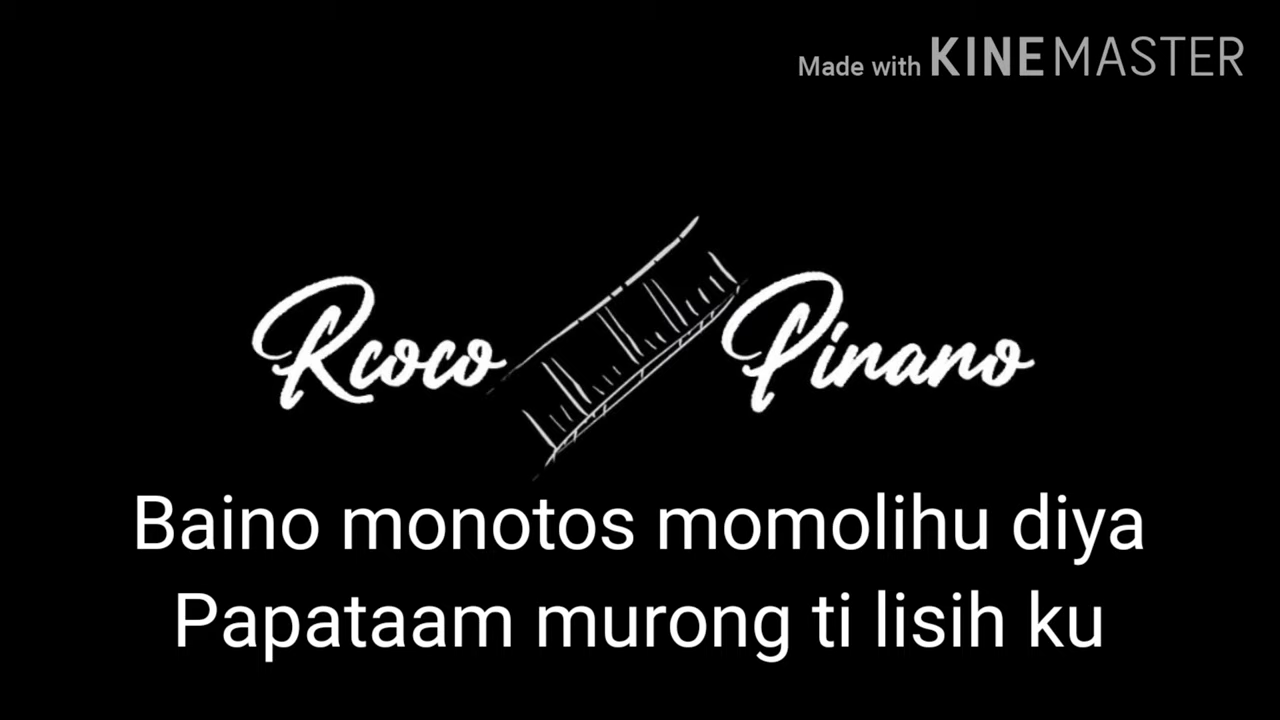 Made with KINEMASTER
Rcoco Pinano
Baino monotos momolihu diya
Papataam murong ti lisih ku